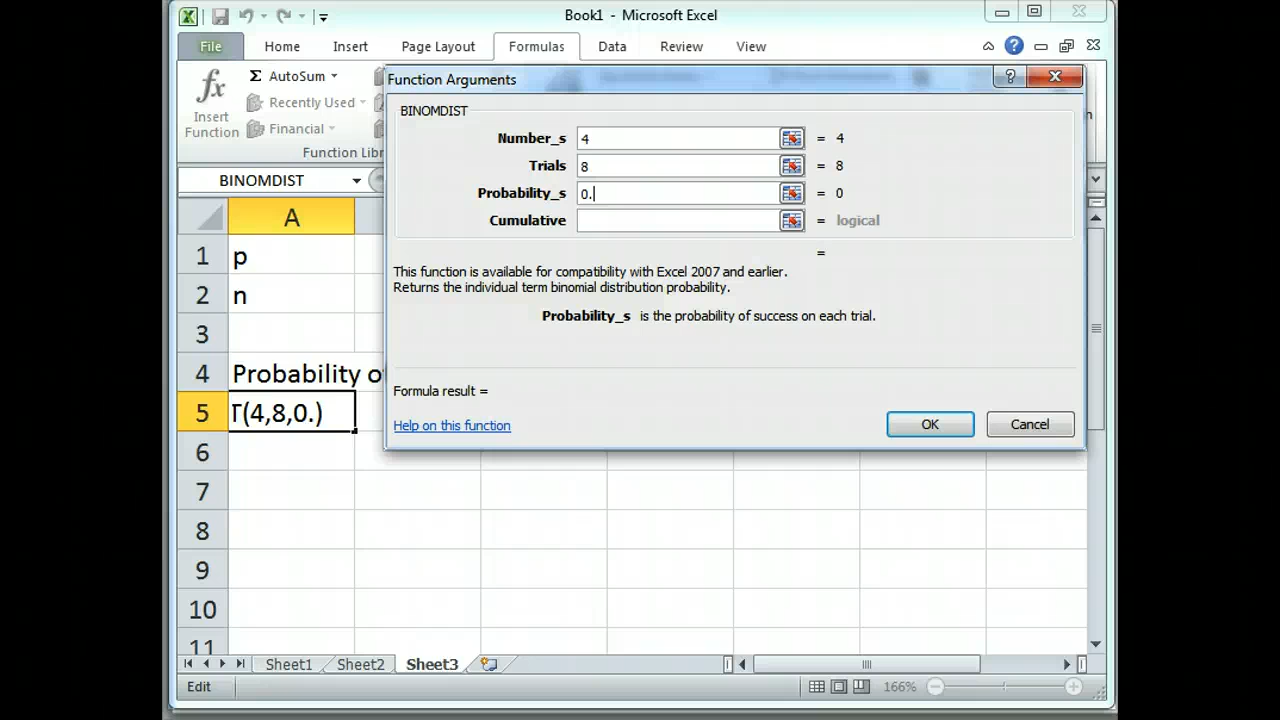 Book1 - Microsoft Excel
File Home Insert Page Layout Formulas Data Review View
fx
Insert
Function
Σ AutoSum
Recently Used
Financial
Function Libr
Function Arguments
BINOMDIST
Number_s 4 = 4
Trials 8 = 8
Probability_s 0. = 0
Cumulative = logical
=
This function is available for compatibility with Excel 2007 and earlier.
Returns the individual term binomial distribution probability.
Probability_s is the probability of success on each trial.
Formula result =
Help on this function
OK Cancel
BINOMDIST
A
1 p
2 n
3
4 Probability o
5 T(4,8,0.)
6
7
8
9
10
11
Sheet1 Sheet2 Sheet3
Edit 166%